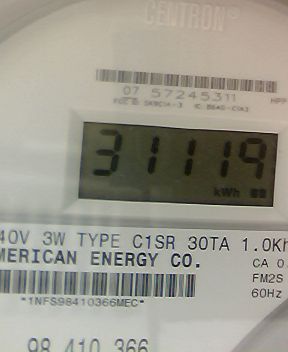 CENTRON®
07 57245311
31119
kWh
40V 3W TYPE C1SR 30TA 1.0Kh
MERICAN ENERGY CO.
CA 0.
FM2S
60Hz
"1NFS98410366MEC"
98 410 366